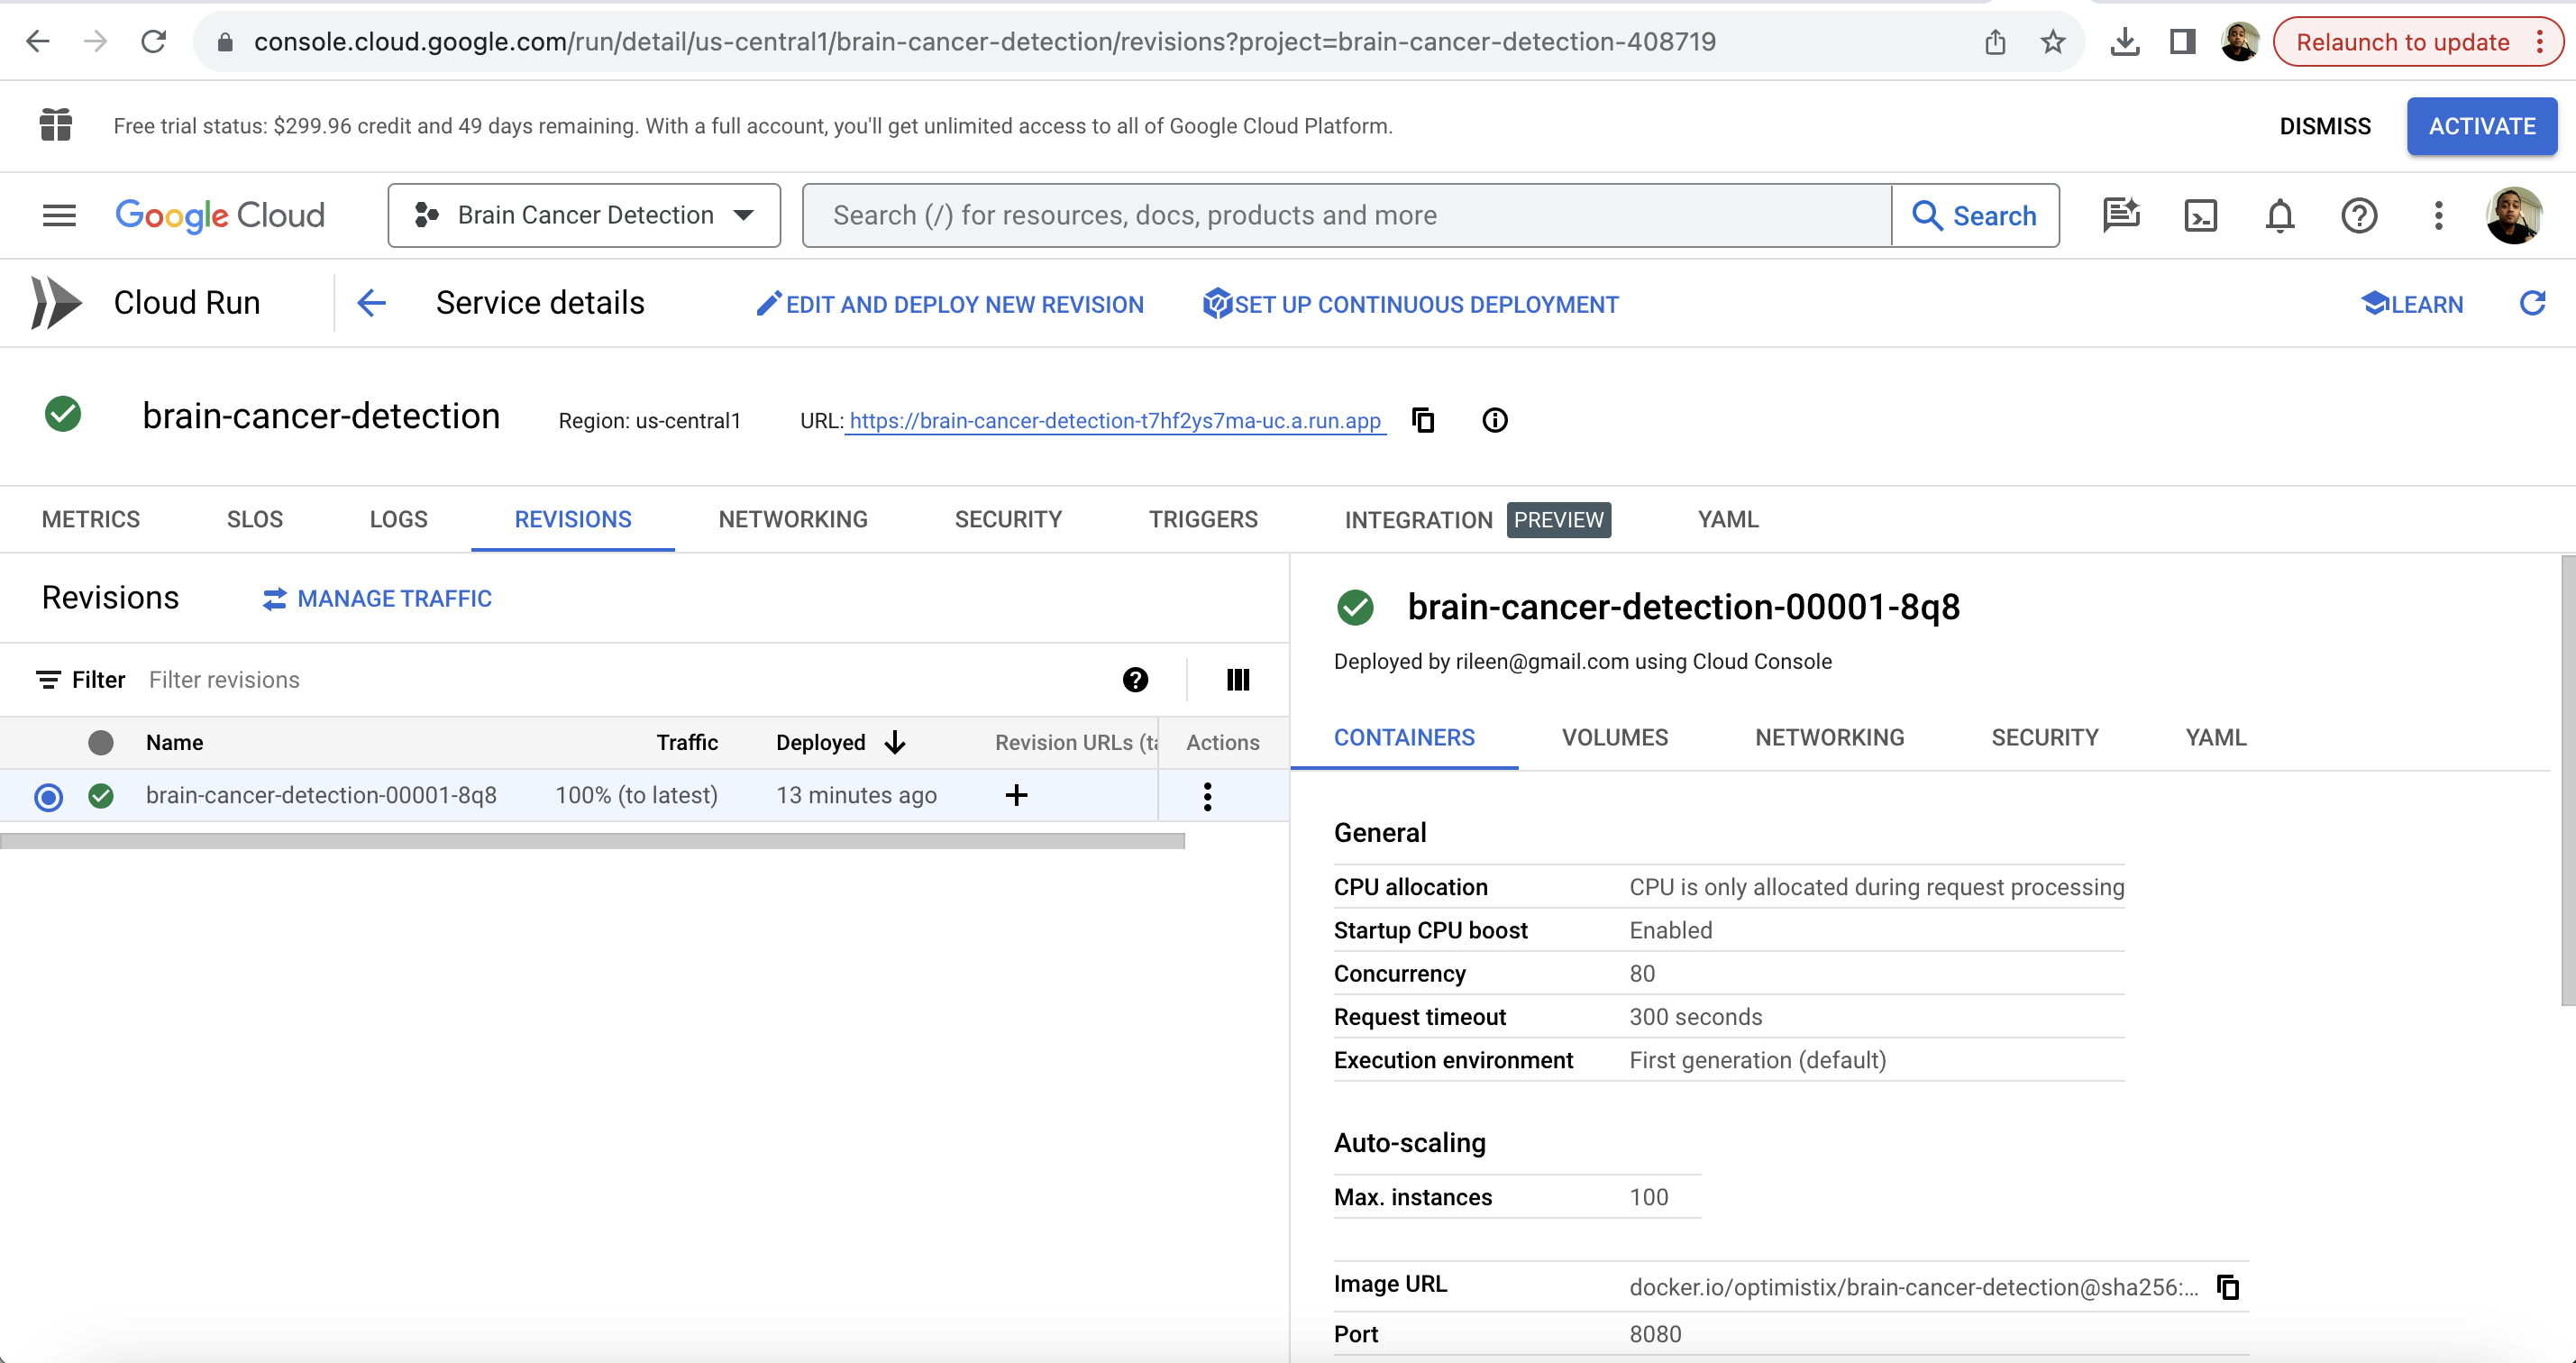 console.cloud.google.com/run/detail/us-central1/brain-cancer-detection/revisions?project=brain-cancer-detection-408719
Relaunch to update
Free trial status: $299.96 credit and 49 days remaining. With a full account, you'll get unlimited access to all of Google Cloud Platform.
DISMISS
ACTIVATE
Google Cloud
Brain Cancer Detection
Search (/) for resources, docs, products and more
Search
Cloud Run
Service details
EDIT AND DEPLOY NEW REVISION
SET UP CONTINUOUS DEPLOYMENT
LEARN
brain-cancer-detection
Region: us-central1
URL: https://brain-cancer-detection-t7hf2ys7ma-uc.a.run.app
METRICS
SLOS
LOGS
REVISIONS
NETWORKING
SECURITY
TRIGGERS
INTEGRATION PREVIEW
YAML
Revisions
MANAGE TRAFFIC
Filter Filter revisions
Name Traffic Deployed Revision URLs (ta Actions
brain-cancer-detection-00001-8q8 100% (to latest) 13 minutes ago
brain-cancer-detection-00001-8q8
Deployed by rileen@gmail.com using Cloud Console
CONTAINERS
VOLUMES
NETWORKING
SECURITY
YAML
General
CPU allocation CPU is only allocated during request processing
Startup CPU boost Enabled
Concurrency 80
Request timeout 300 seconds
Execution environment First generation (default)
Auto-scaling
Max. instances 100
Image URL docker.io/optimistix/brain-cancer-detection@sha256:...
Port 8080